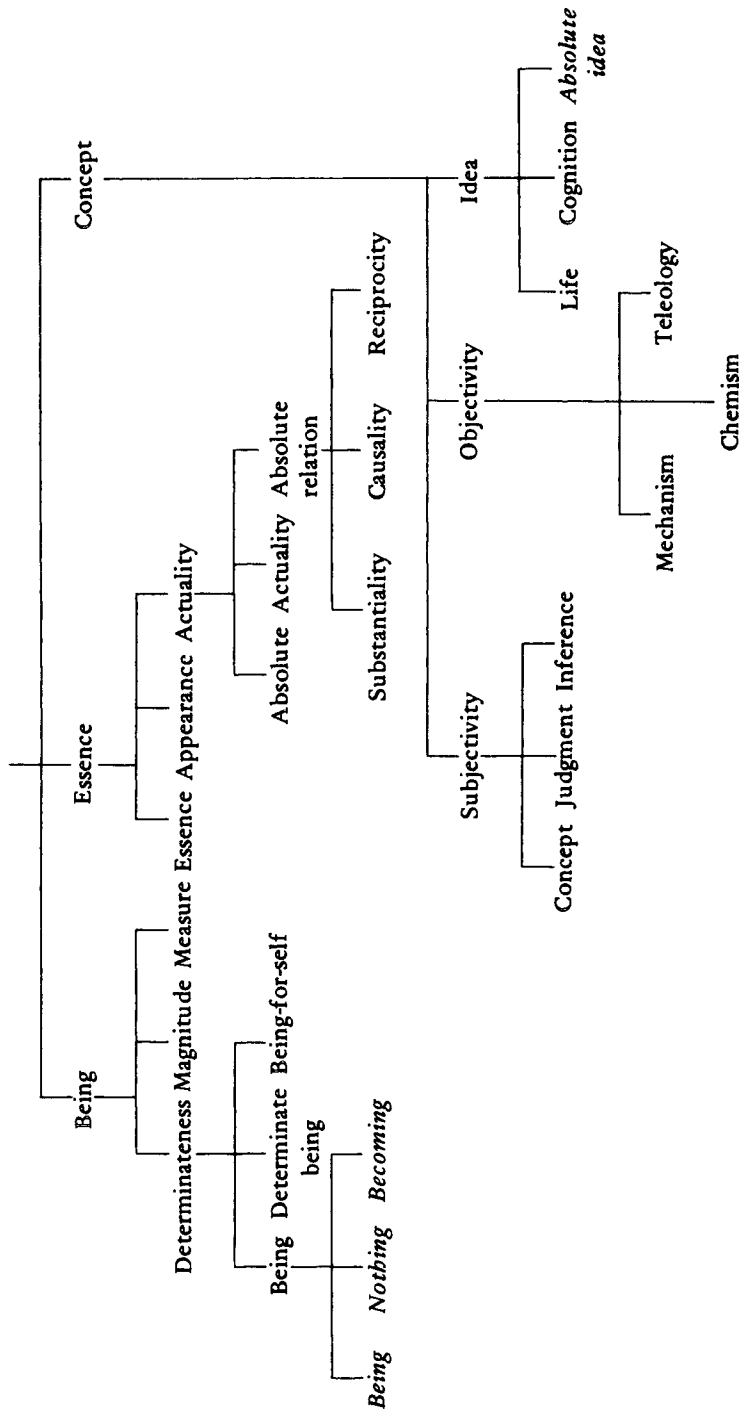 Being Essence Concept
Determinateness Magnitude Measure Essence Appearance Actuality
Being Determinate being Being-for-self Absolute Actuality Absolute relation
Being Nothing Becoming Substantiality Causality Reciprocity
Subjectivity Objectivity Idea
Concept Judgment Inference Life Cognition Absolute idea
Mechanism Teleology
Chemism